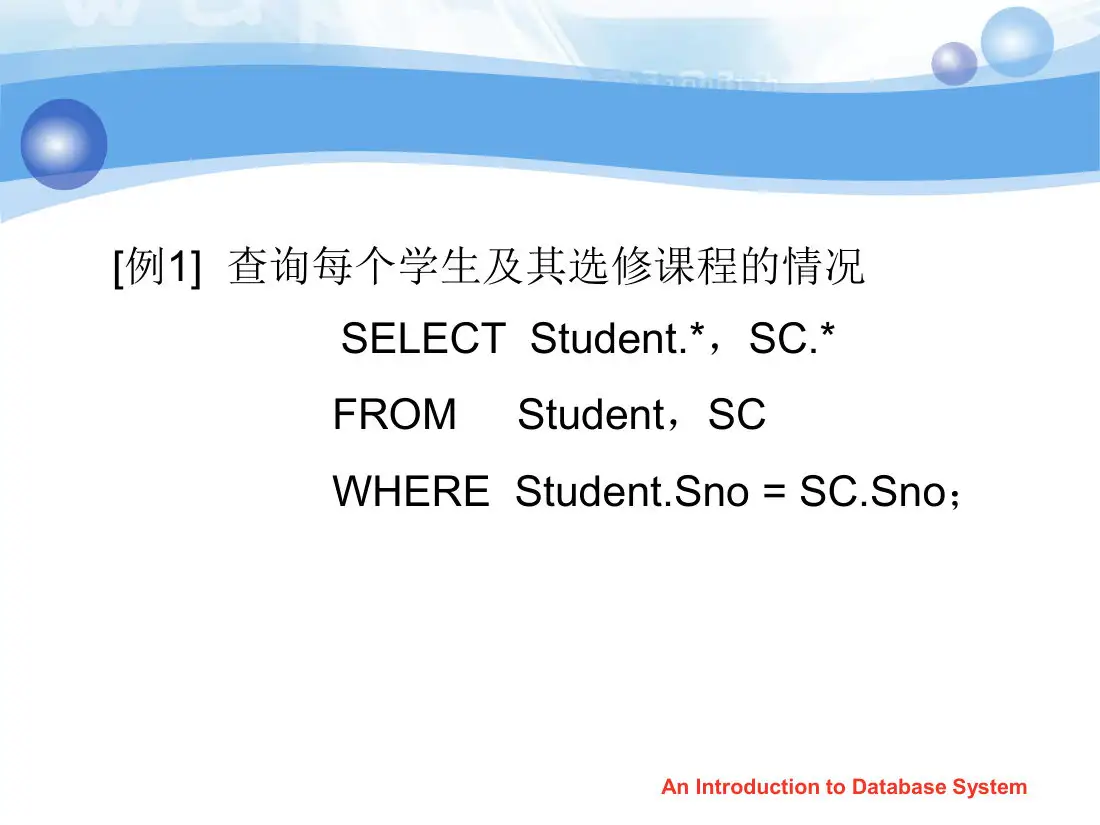 [例1] 查询每个学生及其选修课程的情况
SELECT Student.*，SC.*
FROM Student，SC
WHERE Student.Sno = SC.Sno；
An Introduction to Database System